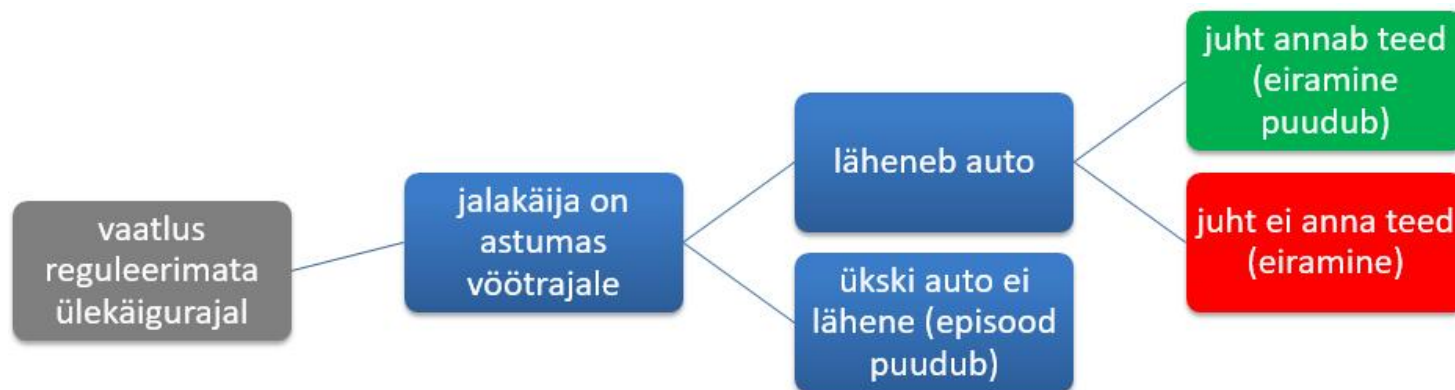 vaatlus
reguleerimata
ülekäigurajal
jalakäija on
astumas
vöötrajale
läheneb auto
ükski auto ei
lähene (episood
puudub)
juht annab teed
(eiramine
puudub)
juht ei anna teed
(eiramine)